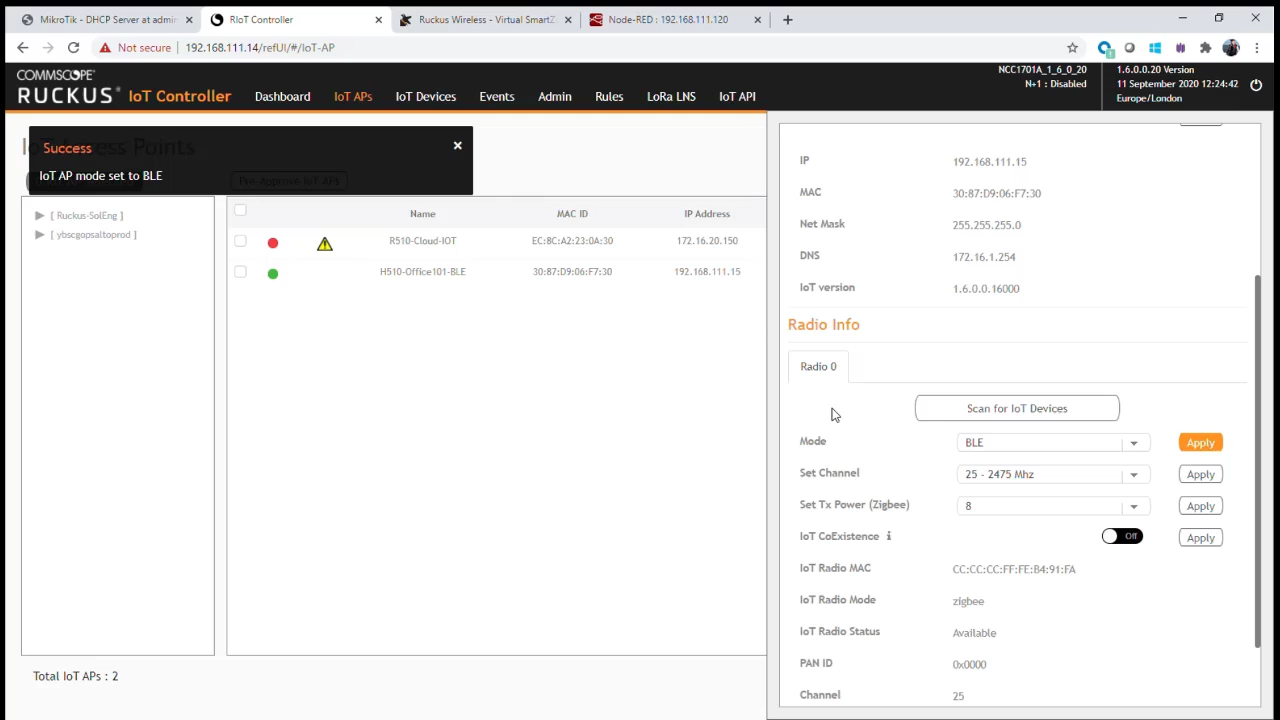 MikroTik - DHCP Server at admin
RIoT Controller
Ruckus Wireless - Virtual SmartZ
Node-RED : 192.168.111.120
Not secure
192.168.111.14/refUI/#/IoT-AP
COMMSCOPE
RUCKUS IoT Controller
Dashboard
IoT APs
IoT Devices
Events
Admin
Rules
LoRa LNS
IoT API
NCC1701A_1_6_0_20
N+1 : Disabled
1.6.0.0.20 Version
11 September 2020 12:24:42
Europe/London
IoT Access Points
Success
IoT AP mode set to BLE
Pre-Approve IoT APs
[ Ruckus-SolEng ]
[ ybscgopsaltoprod ]
Name
MAC ID
IP Address
R510-Cloud-IOT
EC:8C:A2:23:0A:30
172.16.20.150
H510-Office101-BLE
30:87:D9:06:F7:30
192.168.111.15
Total IoT APs : 2
IP
192.168.111.15
MAC
30:87:D9:06:F7:30
Net Mask
255.255.255.0
DNS
172.16.1.254
IoT version
1.6.0.0.16000
Radio Info
Radio 0
Scan for IoT Devices
Mode
BLE
Apply
Set Channel
25 - 2475 Mhz
Apply
Set Tx Power (Zigbee)
8
Apply
IoT CoExistence i
Off
Apply
IoT Radio MAC
CC:CC:CC:FF:FE:B4:91:FA
IoT Radio Mode
zigbee
IoT Radio Status
Available
PAN ID
0x0000
Channel
25